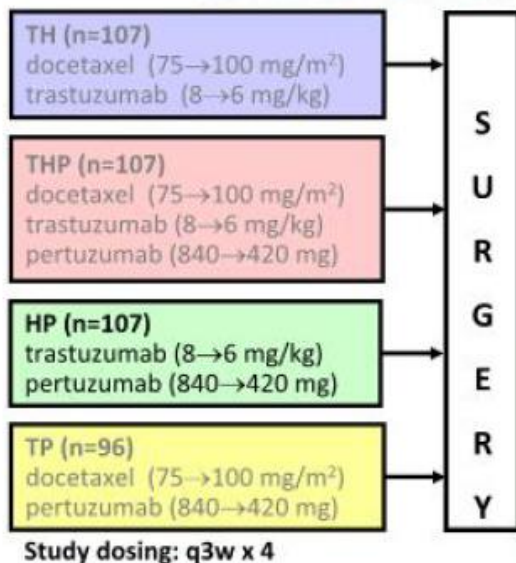 TH (n=107)
docetaxel (75→100 mg/m²)
trastuzumab (8→6 mg/kg)
THP (n=107)
docetaxel (75→100 mg/m²)
trastuzumab (8→6 mg/kg)
pertuzumab (840→420 mg)
HP (n=107)
trastuzumab (8→6 mg/kg)
pertuzumab (840→420 mg)
TP (n=96)
docetaxel (75→100 mg/m²)
pertuzumab (840→420 mg)
Study dosing: q3w x 4
S
U
R
G
E
R
Y